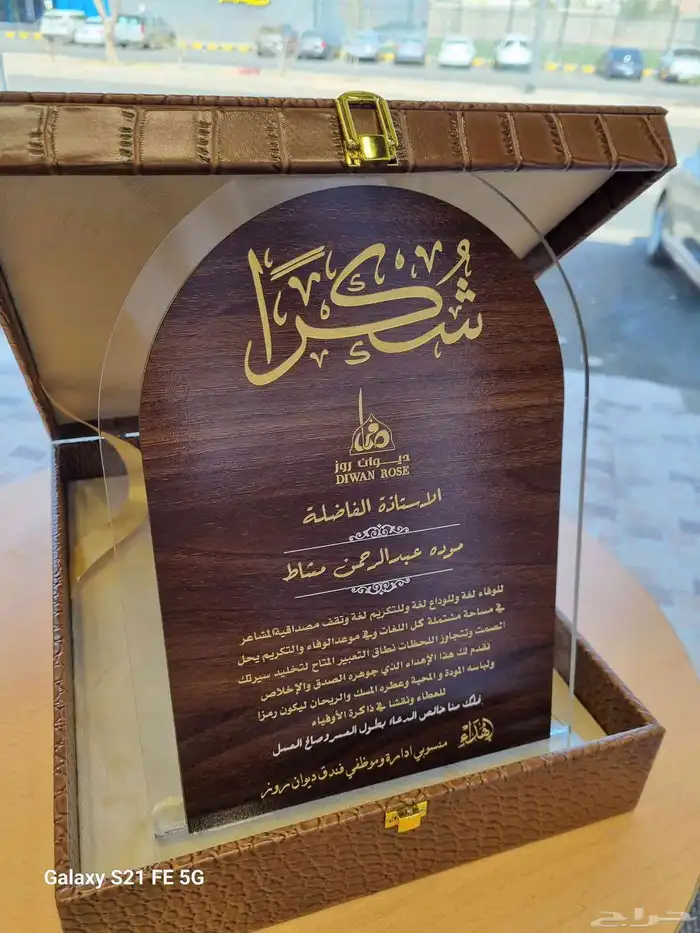 شُكْرًا
ديوان روز
DIWAN ROSE
الاستاذة الفاضلة
موده عبدالرحمن مشاط
للوفاء لغة وللوداع لغة وللتكريم لغة وتقف مصداقية المشاعر
في مساحة مشتملة كل اللغات وفي موعد الوفاء والتكريم يحل
الصمت وتتجاوز اللحظات نطاق التعبير المتاح لتخليد سيرتك
نقدم لك هذا الإهداء الذي جوهره الصدق والإخلاص
ولباسه المودة و المحبة وعطره المسك والريحان ليكون رمزا
للعطاء ونقشا في ذاكرة الأوفياء
فلك منا خالص الدعاء بطول العمر وصالح العمل
إهداء
منسوبي ادارة وموظفي فندق ديوان روز
Galaxy S21 FE 5G
حراج